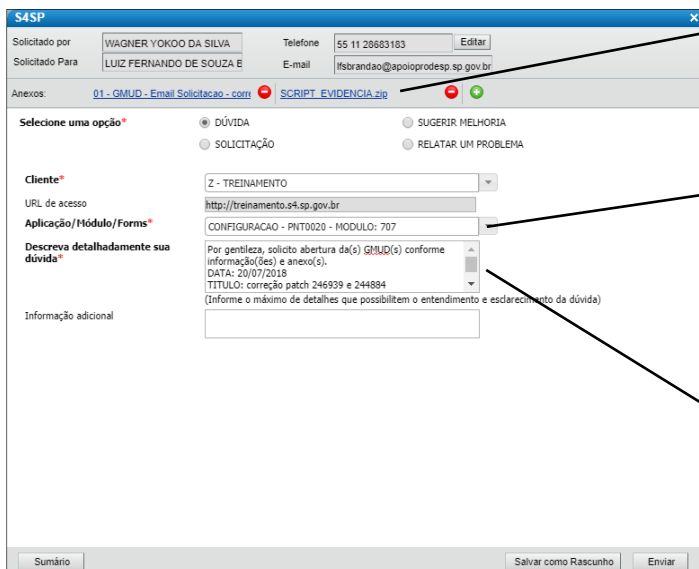 S4SP
Solicitado por WAGNER YOKOO DA SILVA Telefone 55 11 28683183 Editar
Solicitado Para LUIZ FERNANDO DE SOUZA E E-mail lfsbrandao@apoioprodesp.sp.gov.br
Anexos: 01 - GMUD - Email Solicitacao - corre SCRIPT_EVIDENCIA.zip
Selecione uma opção* DÚVIDA SUGERIR MELHORIA
SOLICITAÇÃO RELATAR UM PROBLEMA
Cliente* Z - TREINAMENTO
URL de acesso http://treinamento.s4.sp.gov.br
Aplicação/Módulo/Forms* CONFIGURACAO - PNT0020 - MODULO: 707
Descreva detalhadamente sua dúvida*
Por gentileza, solicito abertura da(s) GMUD(s) conforme
informação(ões) e anexo(s).
DATA: 20/07/2018
TITULO: correção patch 246939 e 244884
(Informe o máximo de detalhes que possibilitem o entendimento e esclarecimento da dúvida)
Informação adicional
Sumário Salvar como Rascunho Enviar